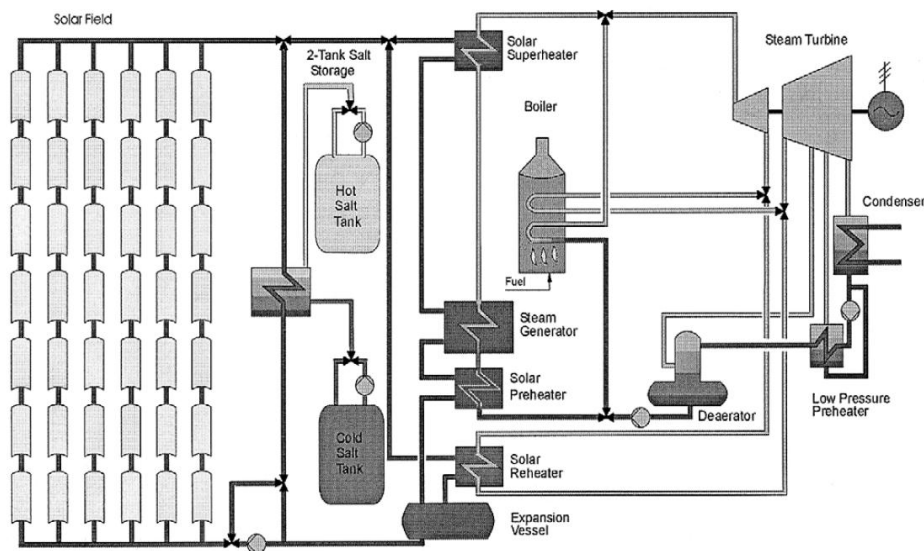 Solar Field
2-Tank Salt
Storage
Solar
Superheater
Steam Turbine
Boiler
Hot
Salt
Tank
Condenser
Fuel
Steam
Generator
Solar
Preheater
Deaerator
Low Pressure
Preheater
Cold
Salt
Tank
Solar
Reheater
Expansion
Vessel